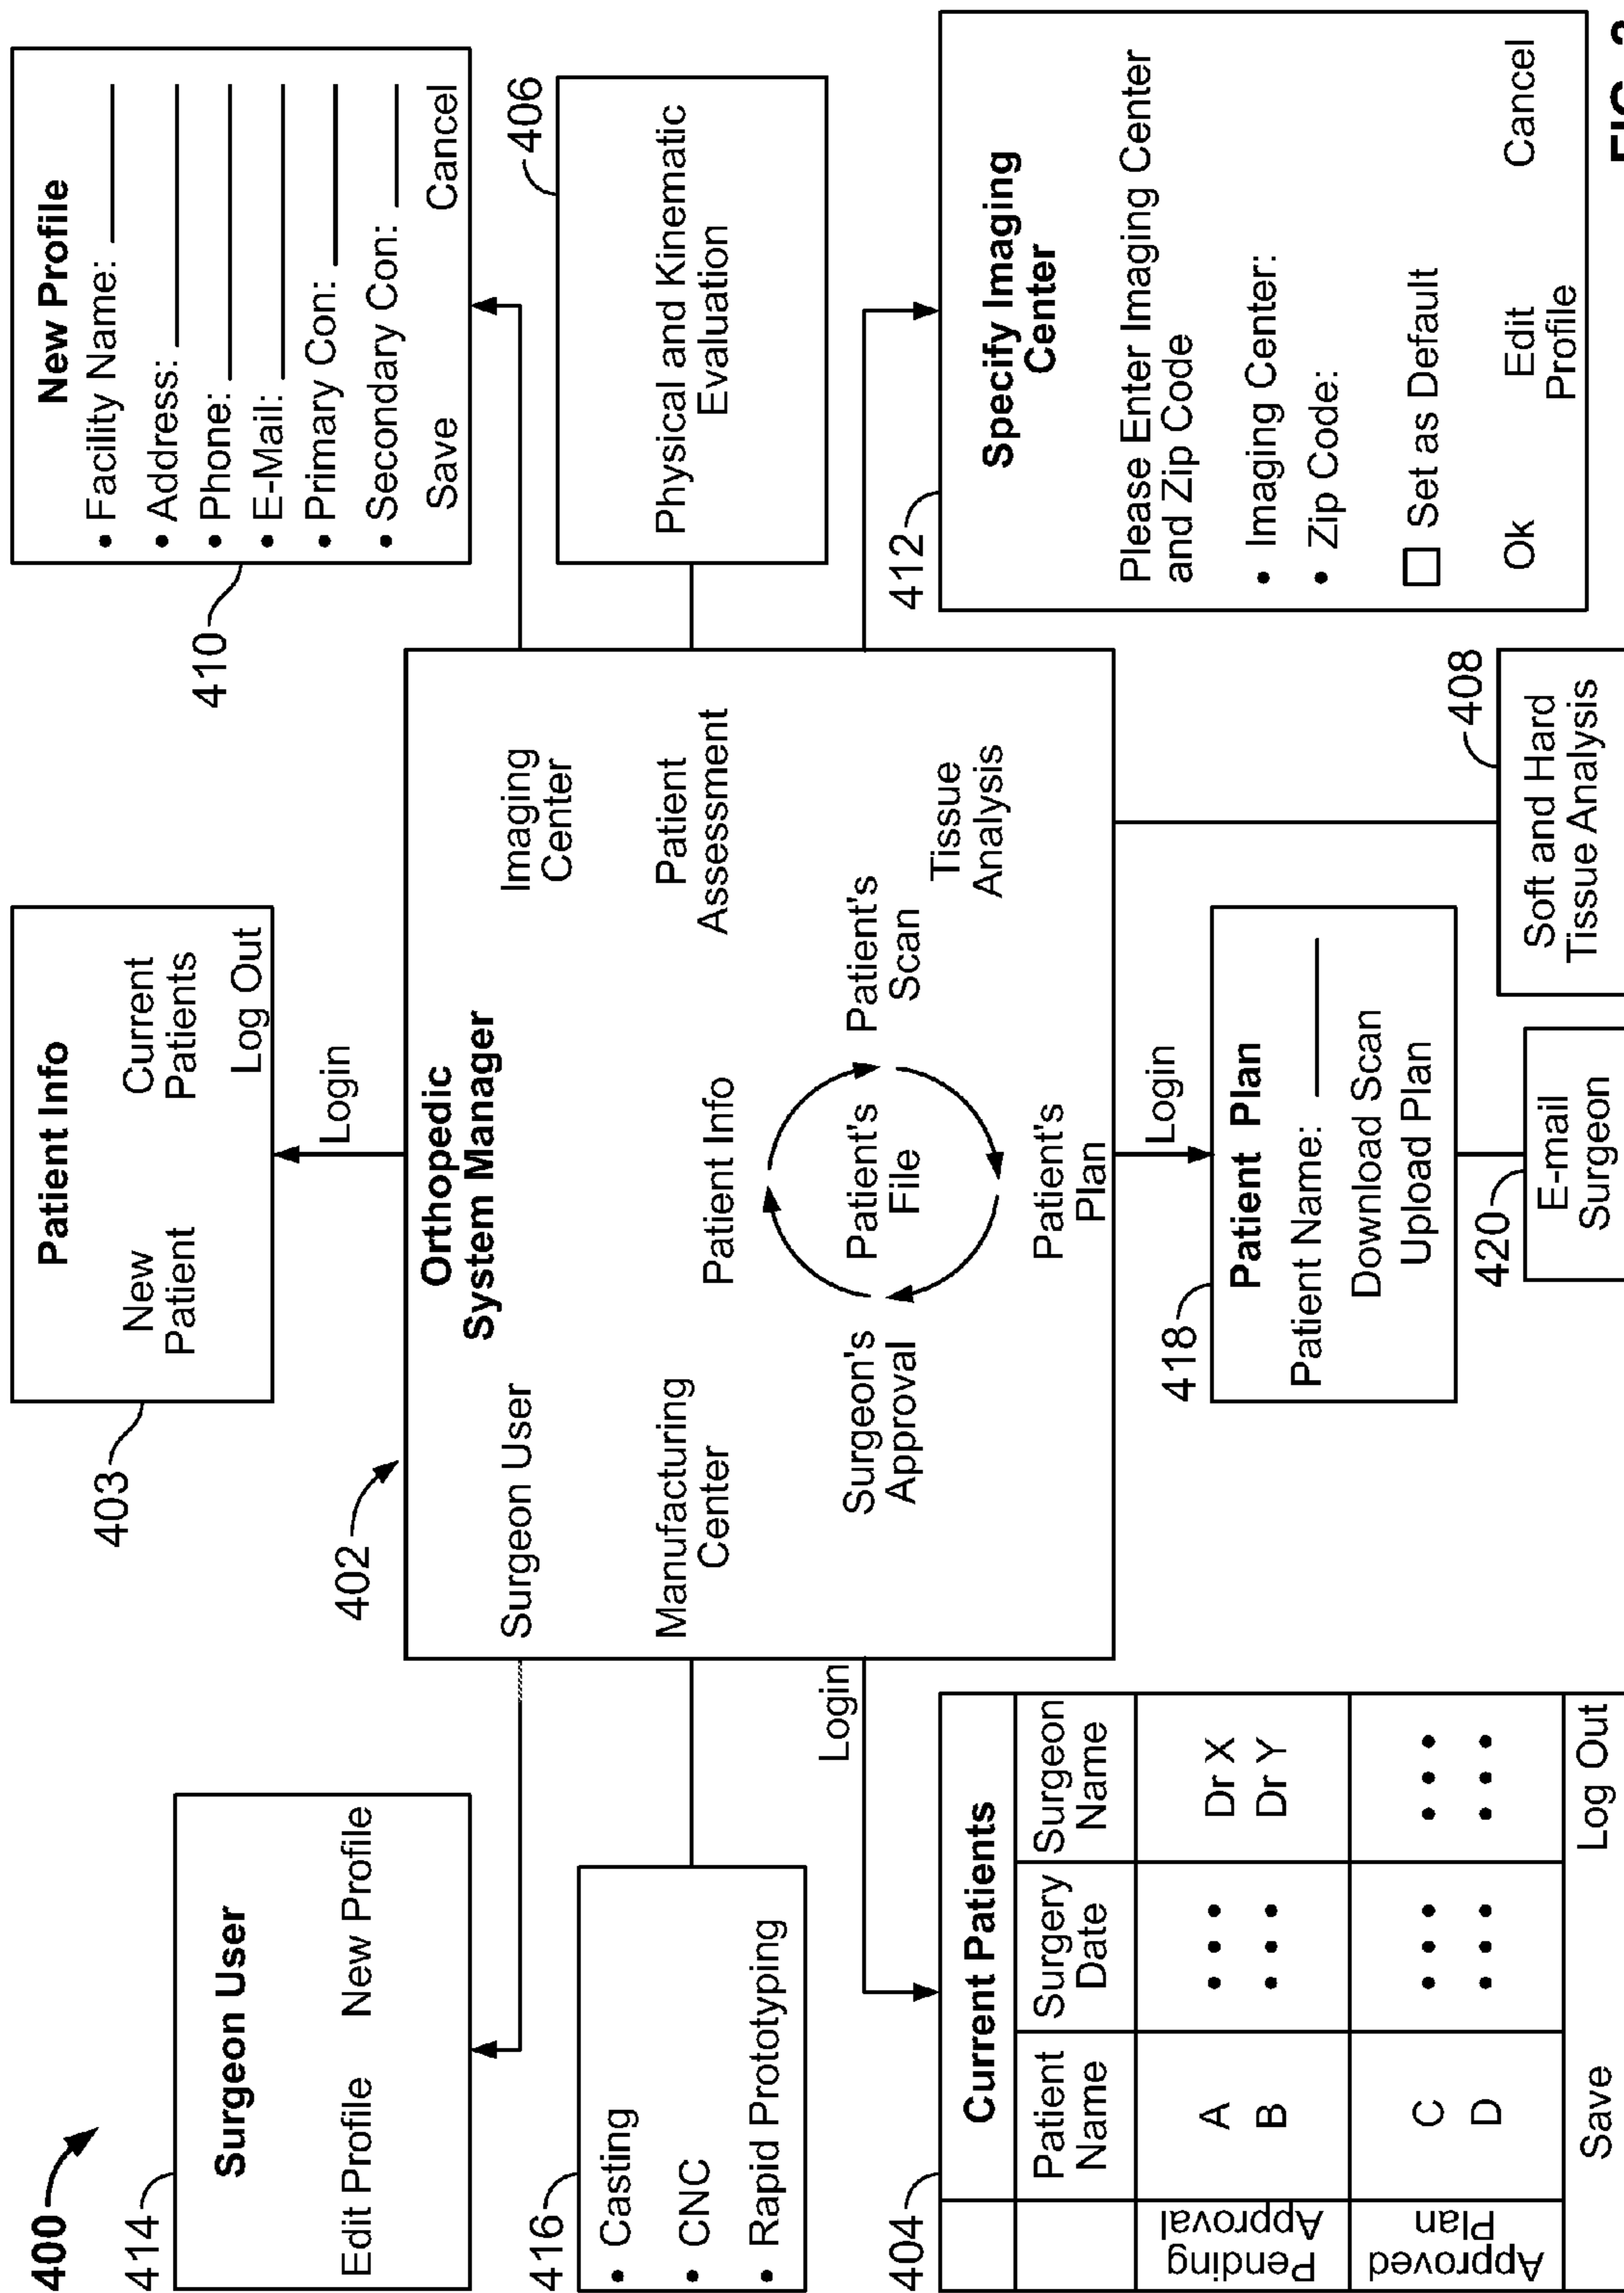 400
414
Surgeon User
Edit Profile New Profile
403
Patient Info
New
Patient
Current
Patients
Log Out
Login
410
New Profile
• Facility Name:
• Address:
• Phone:
• E-Mail:
• Primary Con:
• Secondary Con:
Save Cancel
416
• Casting
• CNC
• Rapid Prototyping
402
Orthopedic
System Manager
Surgeon User
Imaging
Center
Manufacturing
Center
Patient Info
Patient
Assessment
Surgeon's
Approval
Patient's
File
Patient's
Scan
Tissue
Analysis
Patient's
Plan
406
Physical and Kinematic
Evaluation
Login
404
Current Patients
Patient
Name
Surgery
Date
Surgeon
Name
Pending
Approval
A • • • Dr X
B • • • Dr Y
Approved
Plan
C • • • • • •
D • • • • • •
Save Log Out
Login
418
Patient Plan
Patient Name:
Download Scan
Upload Plan
420
E-mail
Surgeon
408
Soft and Hard
Tissue Analysis
412
Specify Imaging
Center
Please Enter Imaging Center
and Zip Code
• Imaging Center:
• Zip Code:
Set as Default
Ok
Edit
Profile
Cancel
FIG.